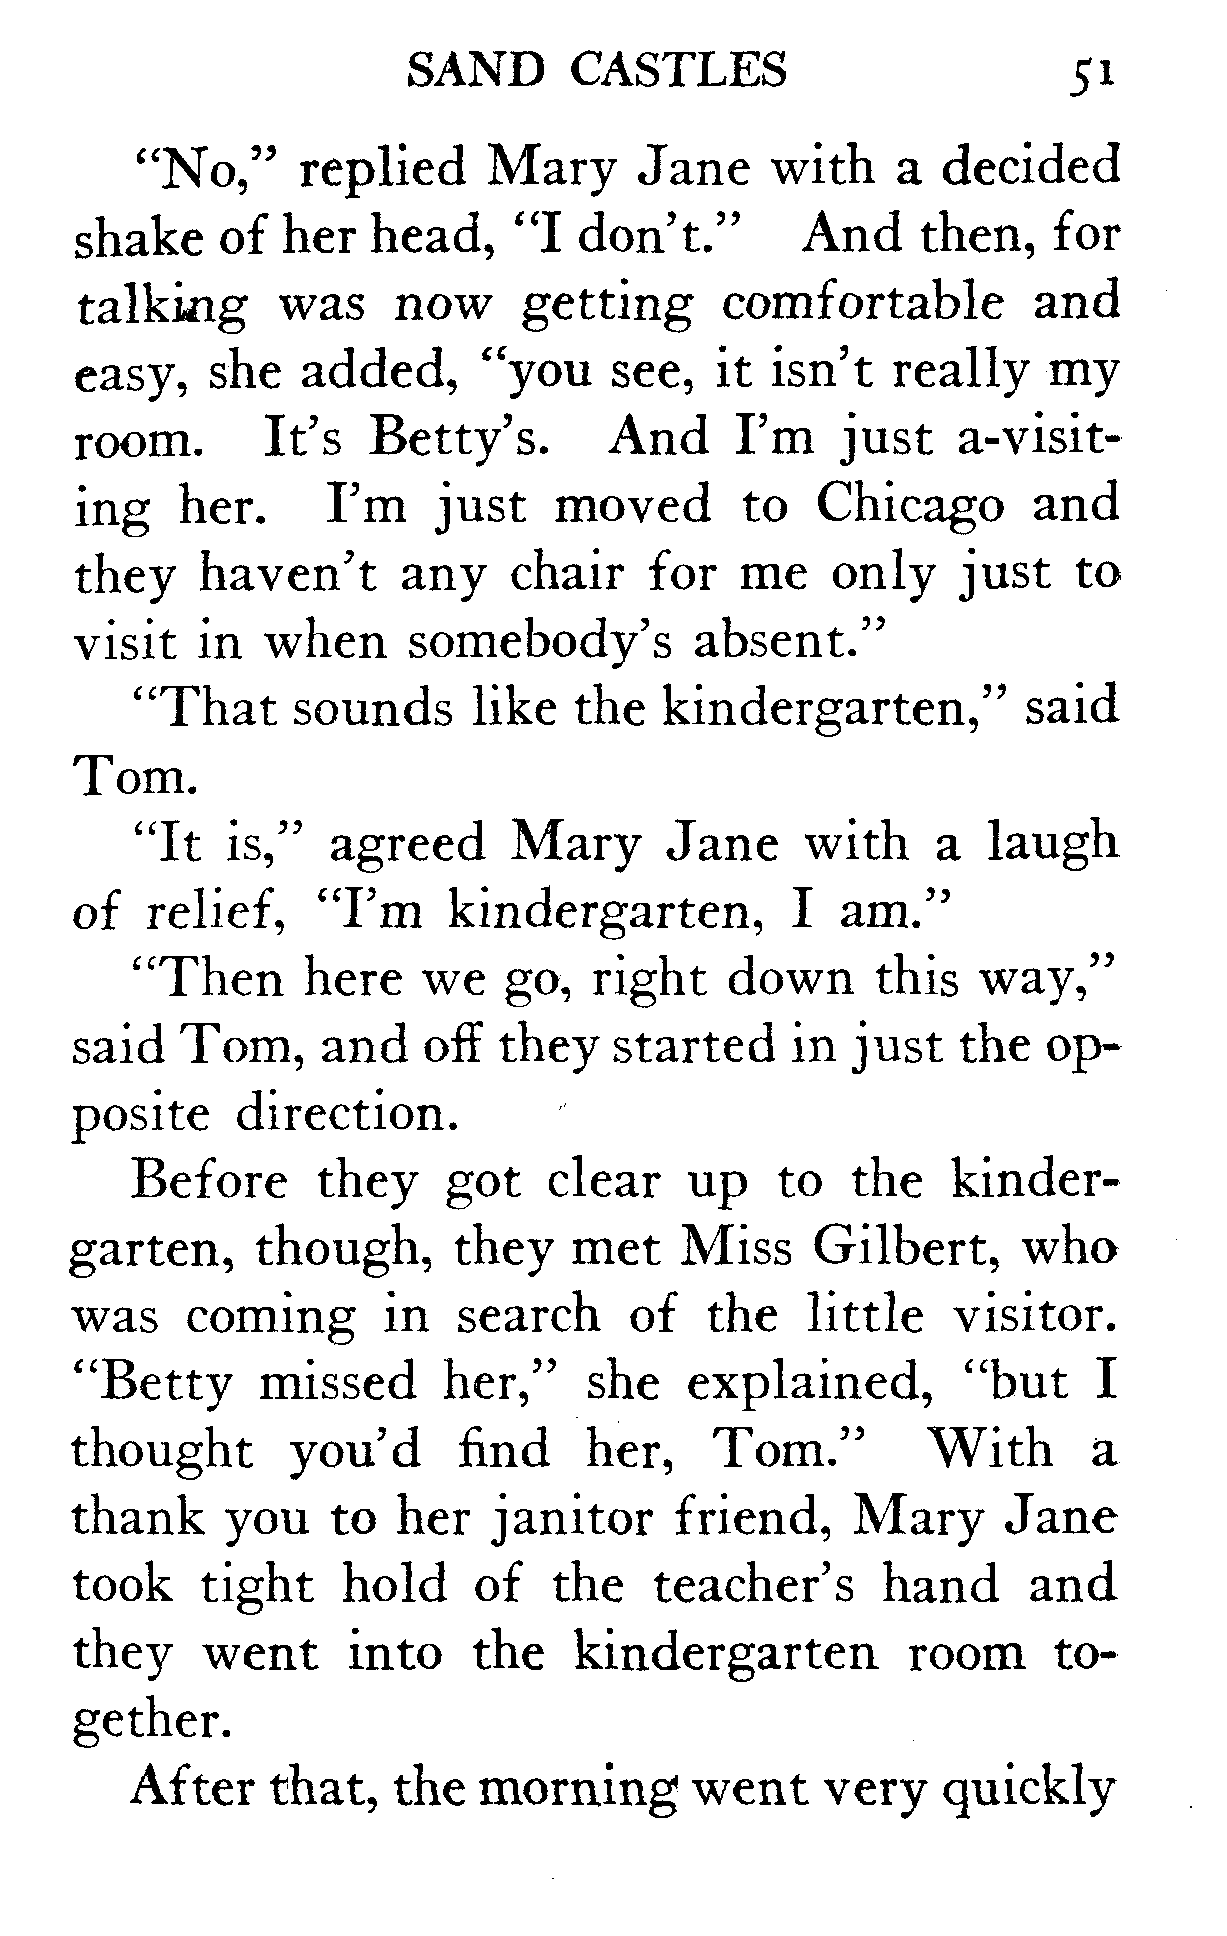 SAND CASTLES 51
“No,” replied Mary Jane with a decided
shake of her head, “I don’t.” And then, for
talking was now getting comfortable and
easy, she added, “you see, it isn’t really my
room. It’s Betty’s. And I’m just a-visit-
ing her. I’m just moved to Chicago and
they haven’t any chair for me only just to
visit in when somebody’s absent.”
“That sounds like the kindergarten,” said
Tom.
“It is,” agreed Mary Jane with a laugh
of relief, “I’m kindergarten, I am.”
“Then here we go, right down this way,”
said Tom, and off they started in just the op-
posite direction.
Before they got clear up to the kinder-
garten, though, they met Miss Gilbert, who
was coming in search of the little visitor.
“Betty missed her,” she explained, “but I
thought you’d find her, Tom.” With a
thank you to her janitor friend, Mary Jane
took tight hold of the teacher’s hand and
they went into the kindergarten room to-
gether.
After that, the morning went very quickly